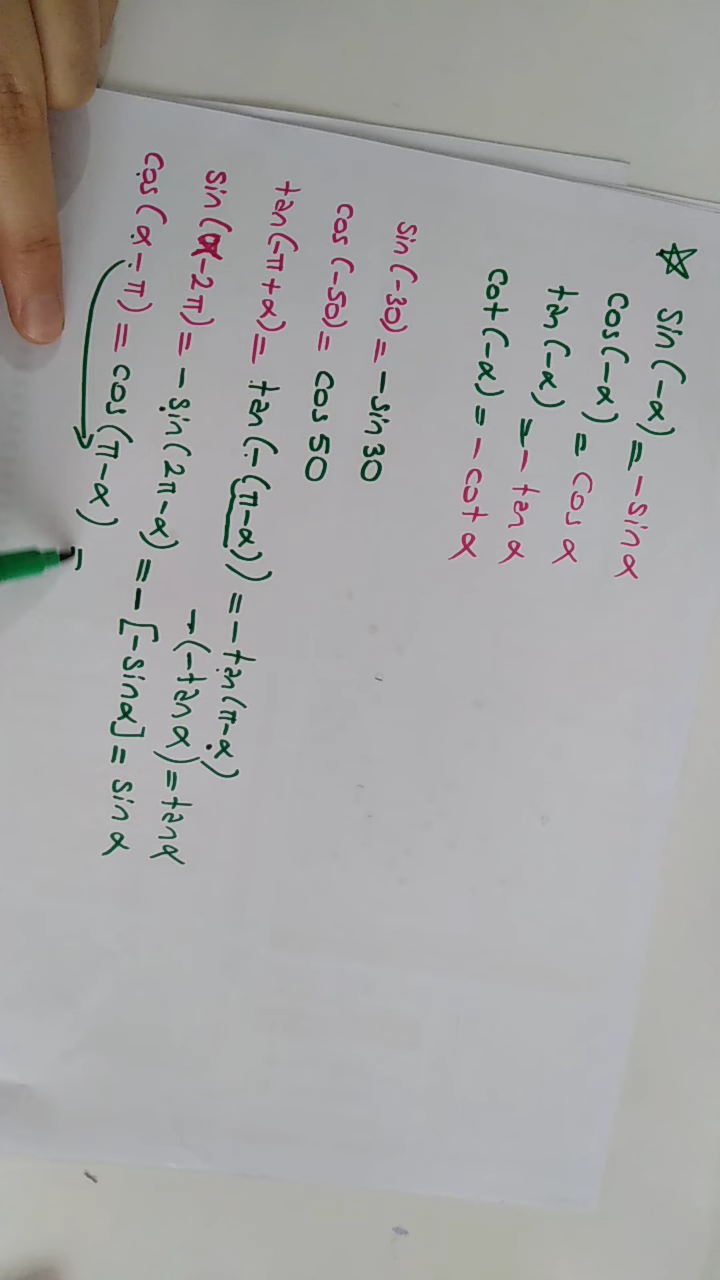 ☆ sin(-α) = -sin α
cos(-α) = cos α
tan(-α) = - tan α
cot(-α) = - cot α
sin(-30) = -sin 30
cos(-50) = cos 50
tan(-π+α) = tan(-(π-α)) = -tan(π-α)
-(-tan α) = tan α
sin(α-2π) = -sin(2π-α) = -[-sin α] = sin α
cos(α-π) = cos(π-α) =